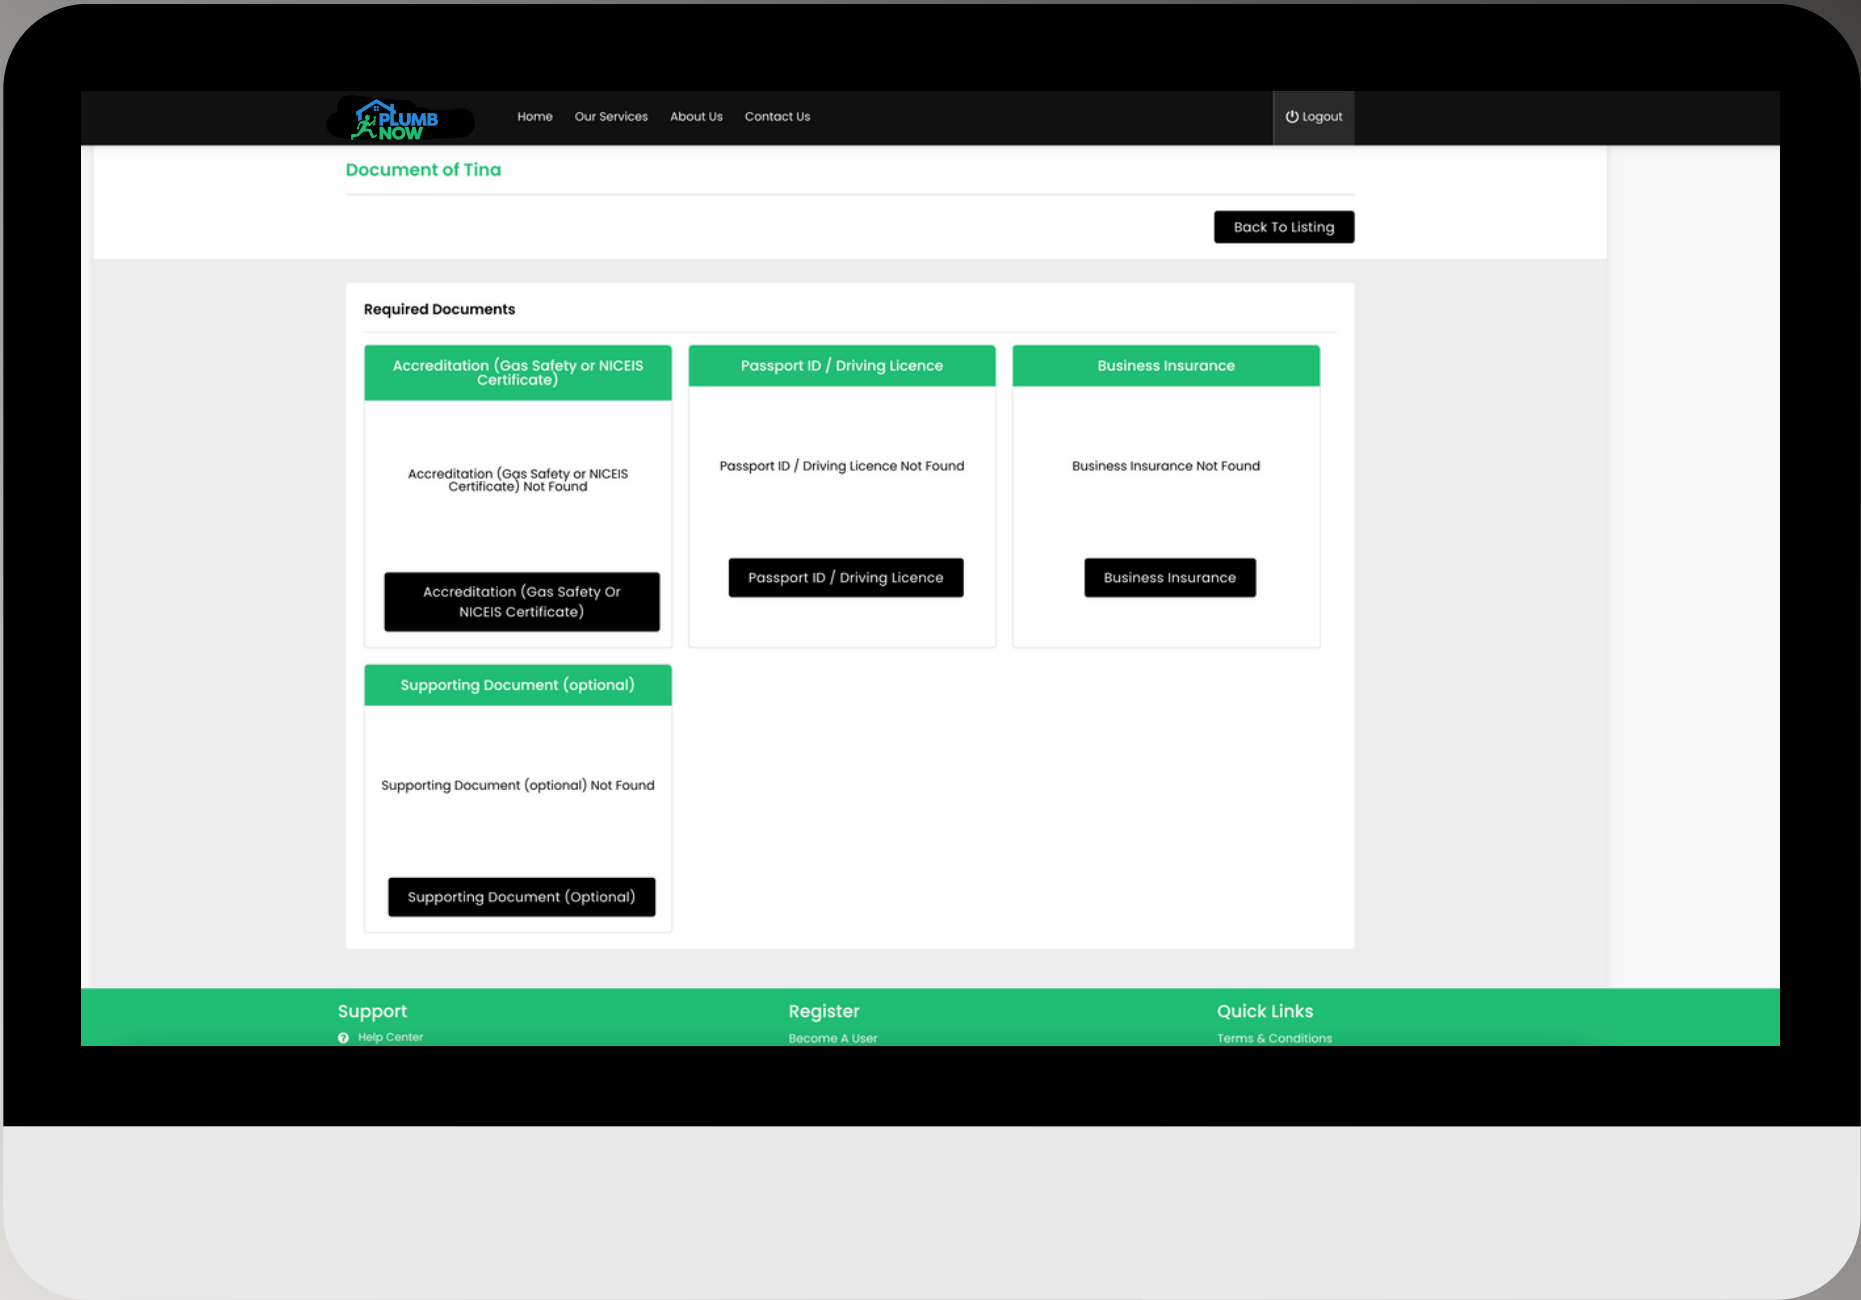 PLUMB
NOW
Home Our Services About Us Contact Us Logout
Document of Tina
Back To Listing
Required Documents
Accreditation (Gas Safety or NICEIS
Certificate)
Passport ID / Driving Licence
Business Insurance
Accreditation (Gas Safety or NICEIS
Certificate) Not Found
Passport ID / Driving Licence Not Found
Business Insurance Not Found
Accreditation (Gas Safety Or
NICEIS Certificate)
Passport ID / Driving Licence
Business Insurance
Supporting Document (optional)
Supporting Document (optional) Not Found
Supporting Document (Optional)
Support Register Quick Links
Help Center Become A User Terms & Conditions